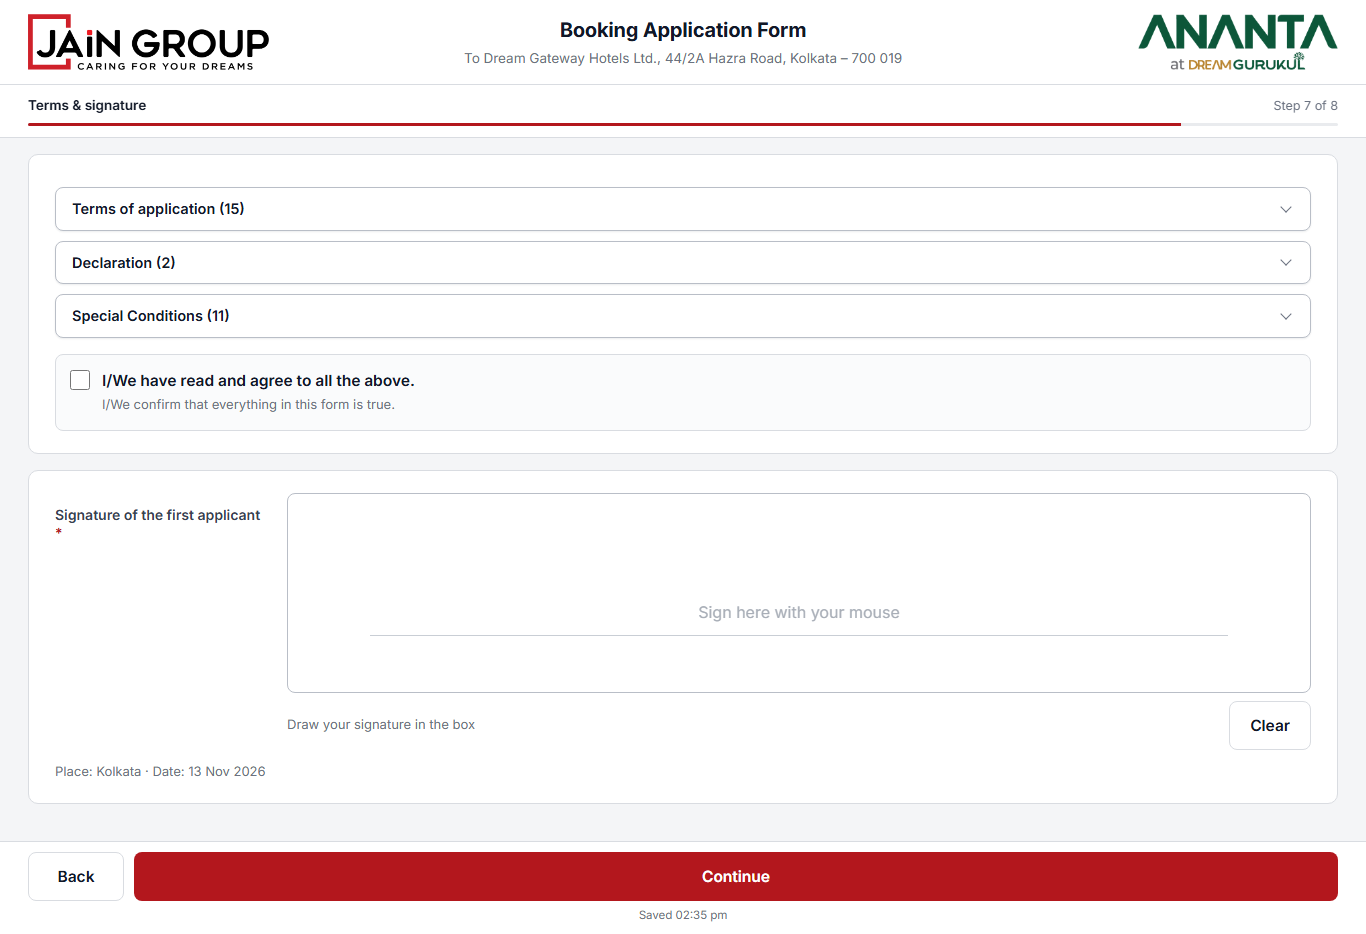 JAiN GROUP
CARING FOR YOUR DREAMS
Booking Application Form
To Dream Gateway Hotels Ltd., 44/2A Hazra Road, Kolkata – 700 019
ANANTA
at DREAM GURUKUL
Terms & signature
Step 7 of 8
Terms of application (15)
Declaration (2)
Special Conditions (11)
I/We have read and agree to all the above.
I/We confirm that everything in this form is true.
Signature of the first applicant
*
Sign here with your mouse
Draw your signature in the box
Clear
Place: Kolkata · Date: 13 Nov 2026
Back
Continue
Saved 02:35 pm